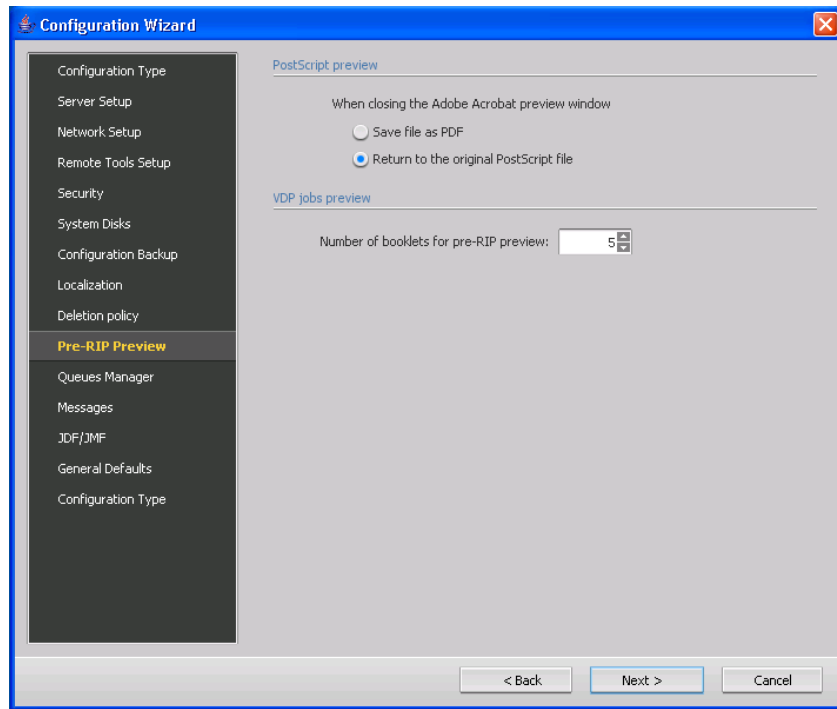 Configuration Wizard
Configuration Type
Server Setup
Network Setup
Remote Tools Setup
Security
System Disks
Configuration Backup
Localization
Deletion policy
Pre-RIP Preview
Queues Manager
Messages
JDF/JMF
General Defaults
Configuration Type
PostScript preview
When closing the Adobe Acrobat preview window
Save file as PDF
Return to the original PostScript file
VDP jobs preview
Number of booklets for pre-RIP preview: 5
< Back Next > Cancel